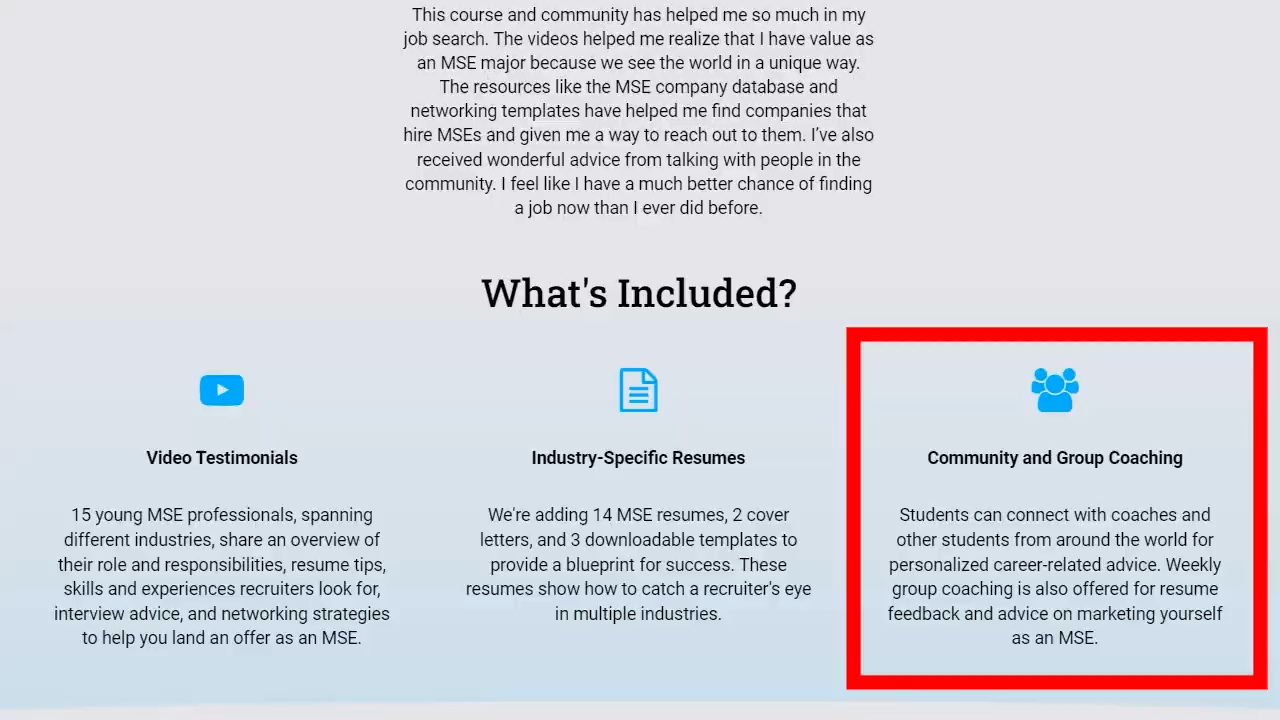 This course and community has helped me so much in my
job search. The videos helped me realize that I have value as
an MSE major because we see the world in a unique way.
The resources like the MSE company database and
networking templates have helped me find companies that
hire MSEs and given me a way to reach out to them. I’ve also
received wonderful advice from talking with people in the
community. I feel like I have a much better chance of finding
a job now than I ever did before.
What's Included?
Video Testimonials
15 young MSE professionals, spanning
different industries, share an overview of
their role and responsibilities, resume tips,
skills and experiences recruiters look for,
interview advice, and networking strategies
to help you land an offer as an MSE.
Industry-Specific Resumes
We're adding 14 MSE resumes, 2 cover
letters, and 3 downloadable templates to
provide a blueprint for success. These
resumes show how to catch a recruiter's eye
in multiple industries.
Community and Group Coaching
Students can connect with coaches and
other students from around the world for
personalized career-related advice. Weekly
group coaching is also offered for resume
feedback and advice on marketing yourself
as an MSE.